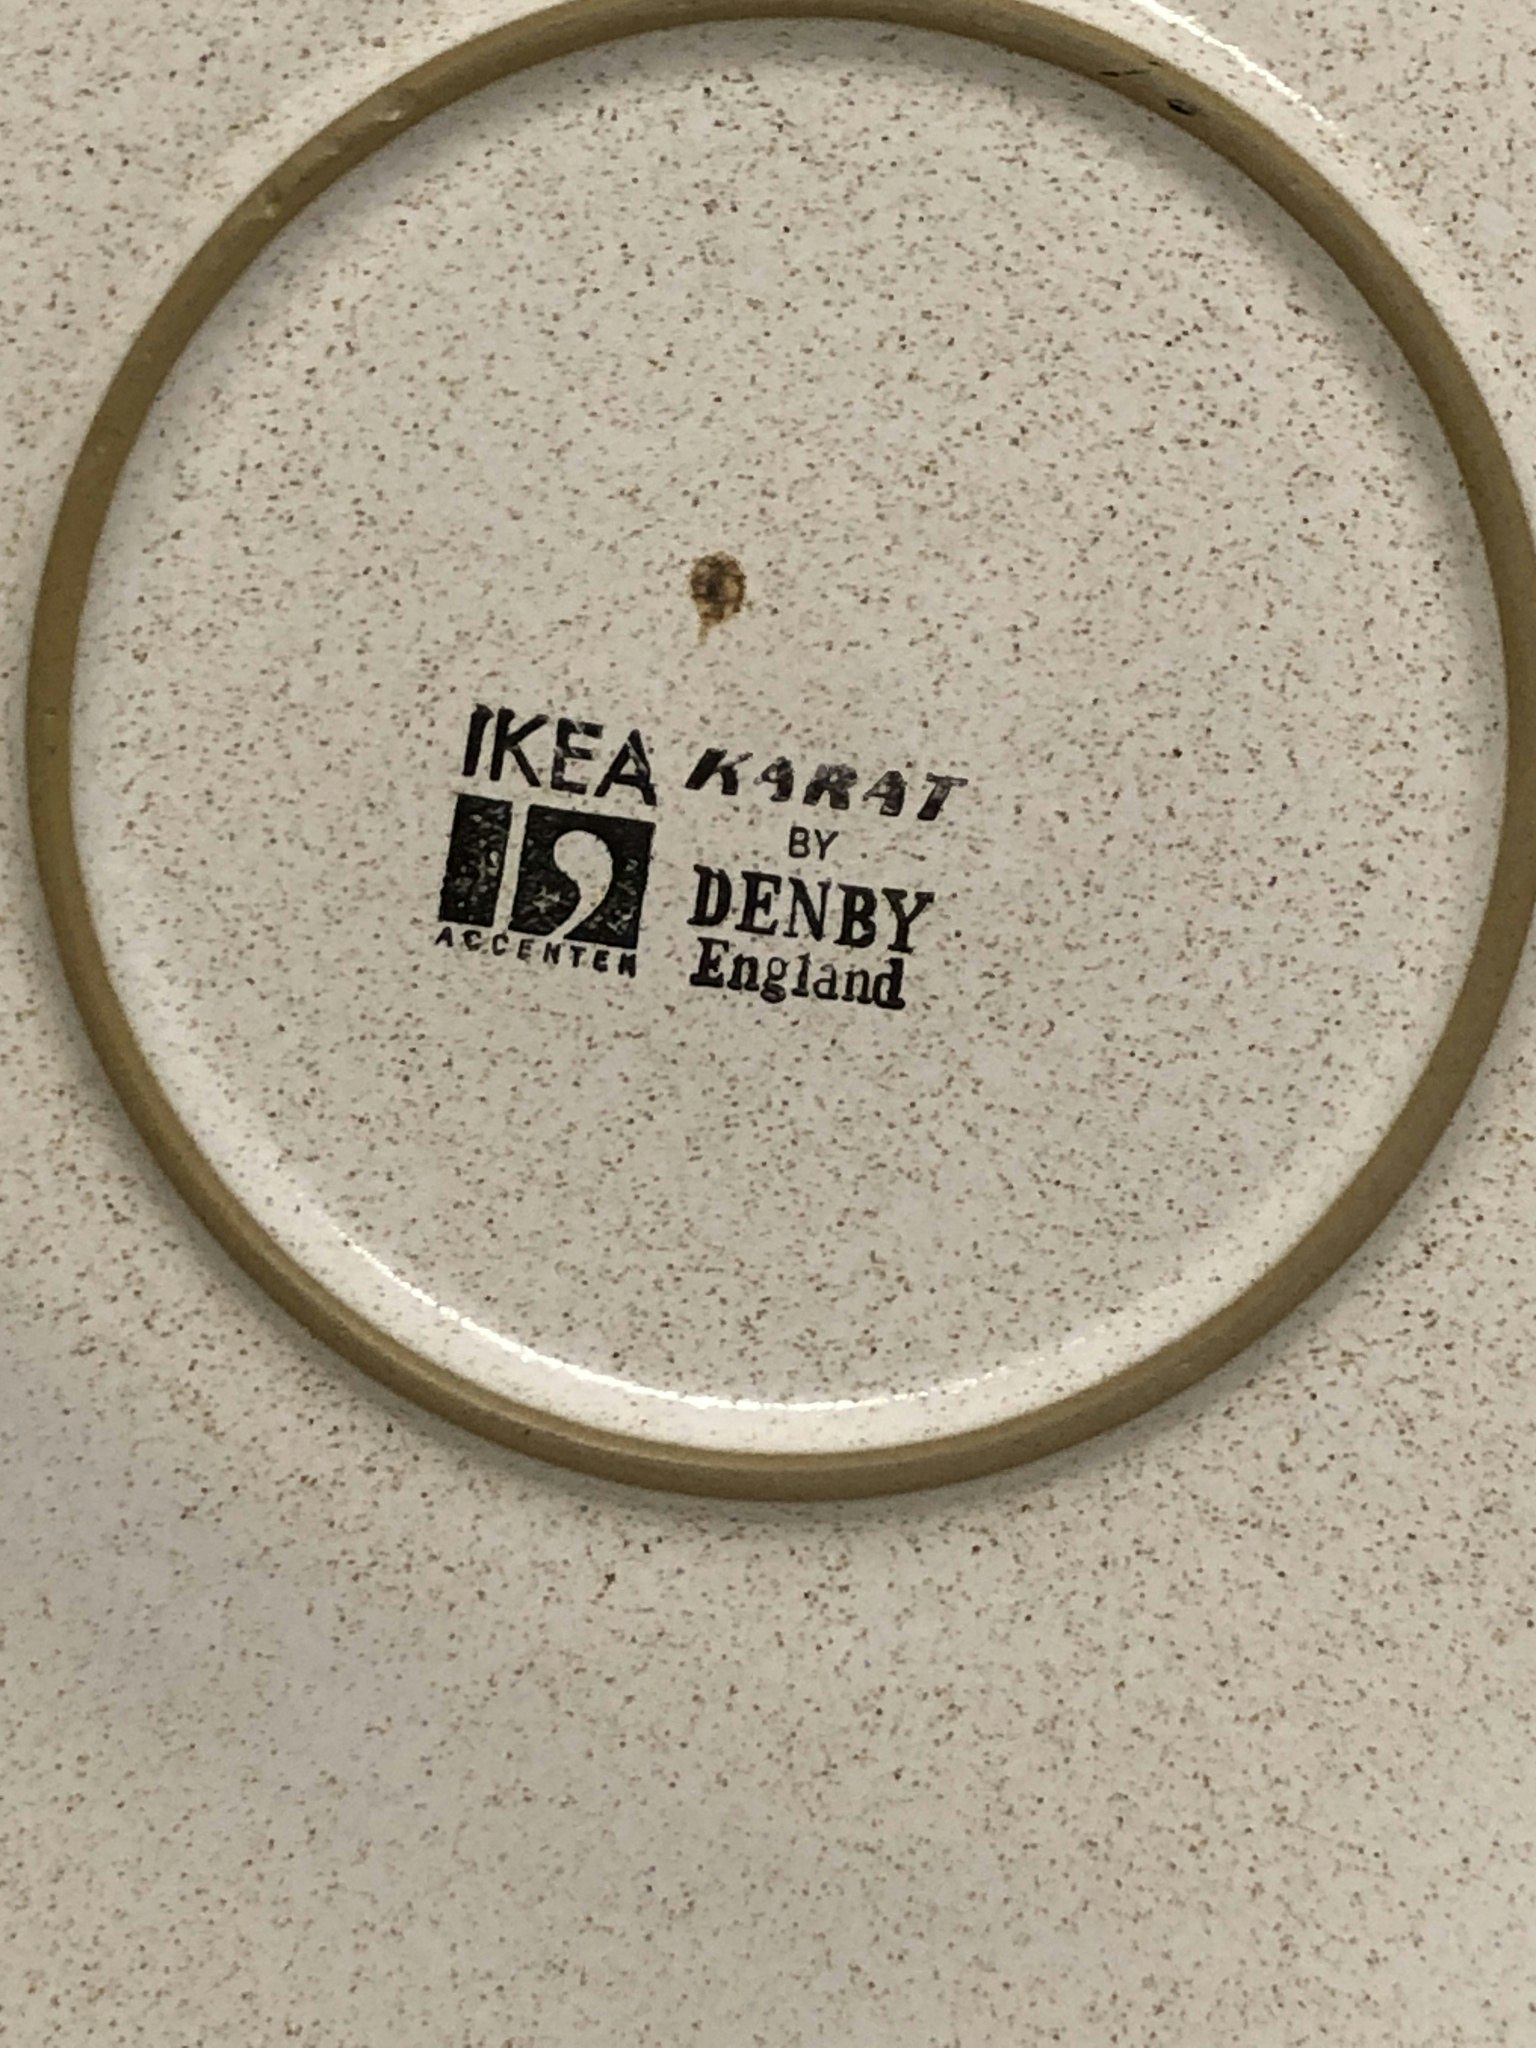 IKEA
ACCENTEN
KARAT
BY
DENBY
England